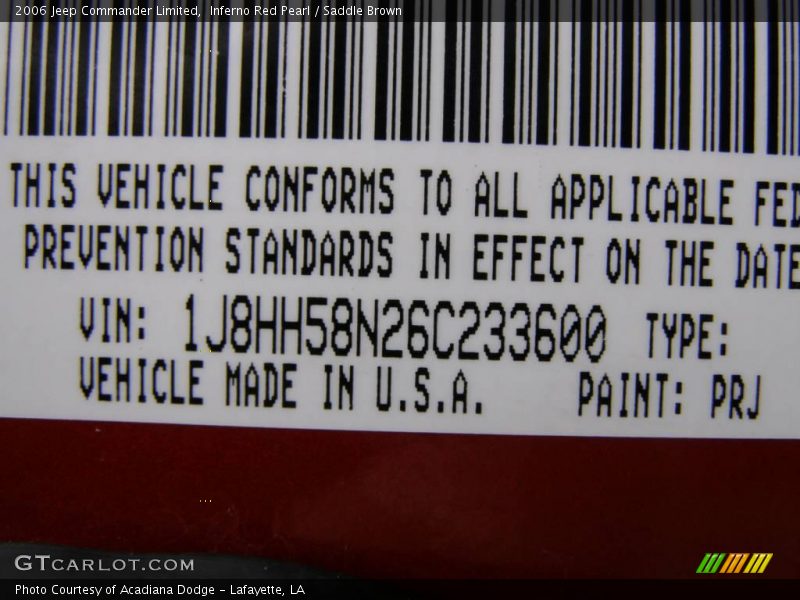 2006 Jeep Commander Limited,  Inferno Red Pearl / Saddle Brown
THIS VEHICLE CONFORMS TO ALL APPLICABLE FED
PREVENTION STANDARDS IN EFFECT ON THE DATE
VIN: 1J8HH58N26C233600 TYPE:
VEHICLE MADE IN U.S.A. PAINT: PRJ
GTCARLOT.COM
Photo Courtesy of Acadiana Dodge - Lafayette, LA